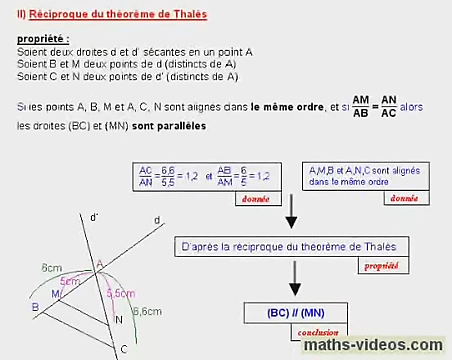 II) Réciproque du théorème de Thalès
propriété :
Soient deux droites d et d' sécantes en un point A
Soient B et M deux points de d (distincts de A)
Soient C et N deux points de d' (distincts de A)
Si les points A, B, M et A, C, N sont alignés dans le même ordre, et si AM/AB = AN/AC alors
les droites (BC) et (MN) sont parallèles
AC/AN = 6,6/5,5 = 1,2 et AB/AM = 6/5 = 1,2
donnée
A,M,B et A,N,C sont alignés
dans le même ordre
donnée
D'après la réciproque du théorème de Thalès
propriété
(BC) // (MN)
conclusion
d'
d
A
6cm
5cm
M
B
5,5cm
6,6cm
N
C
maths-videos.com